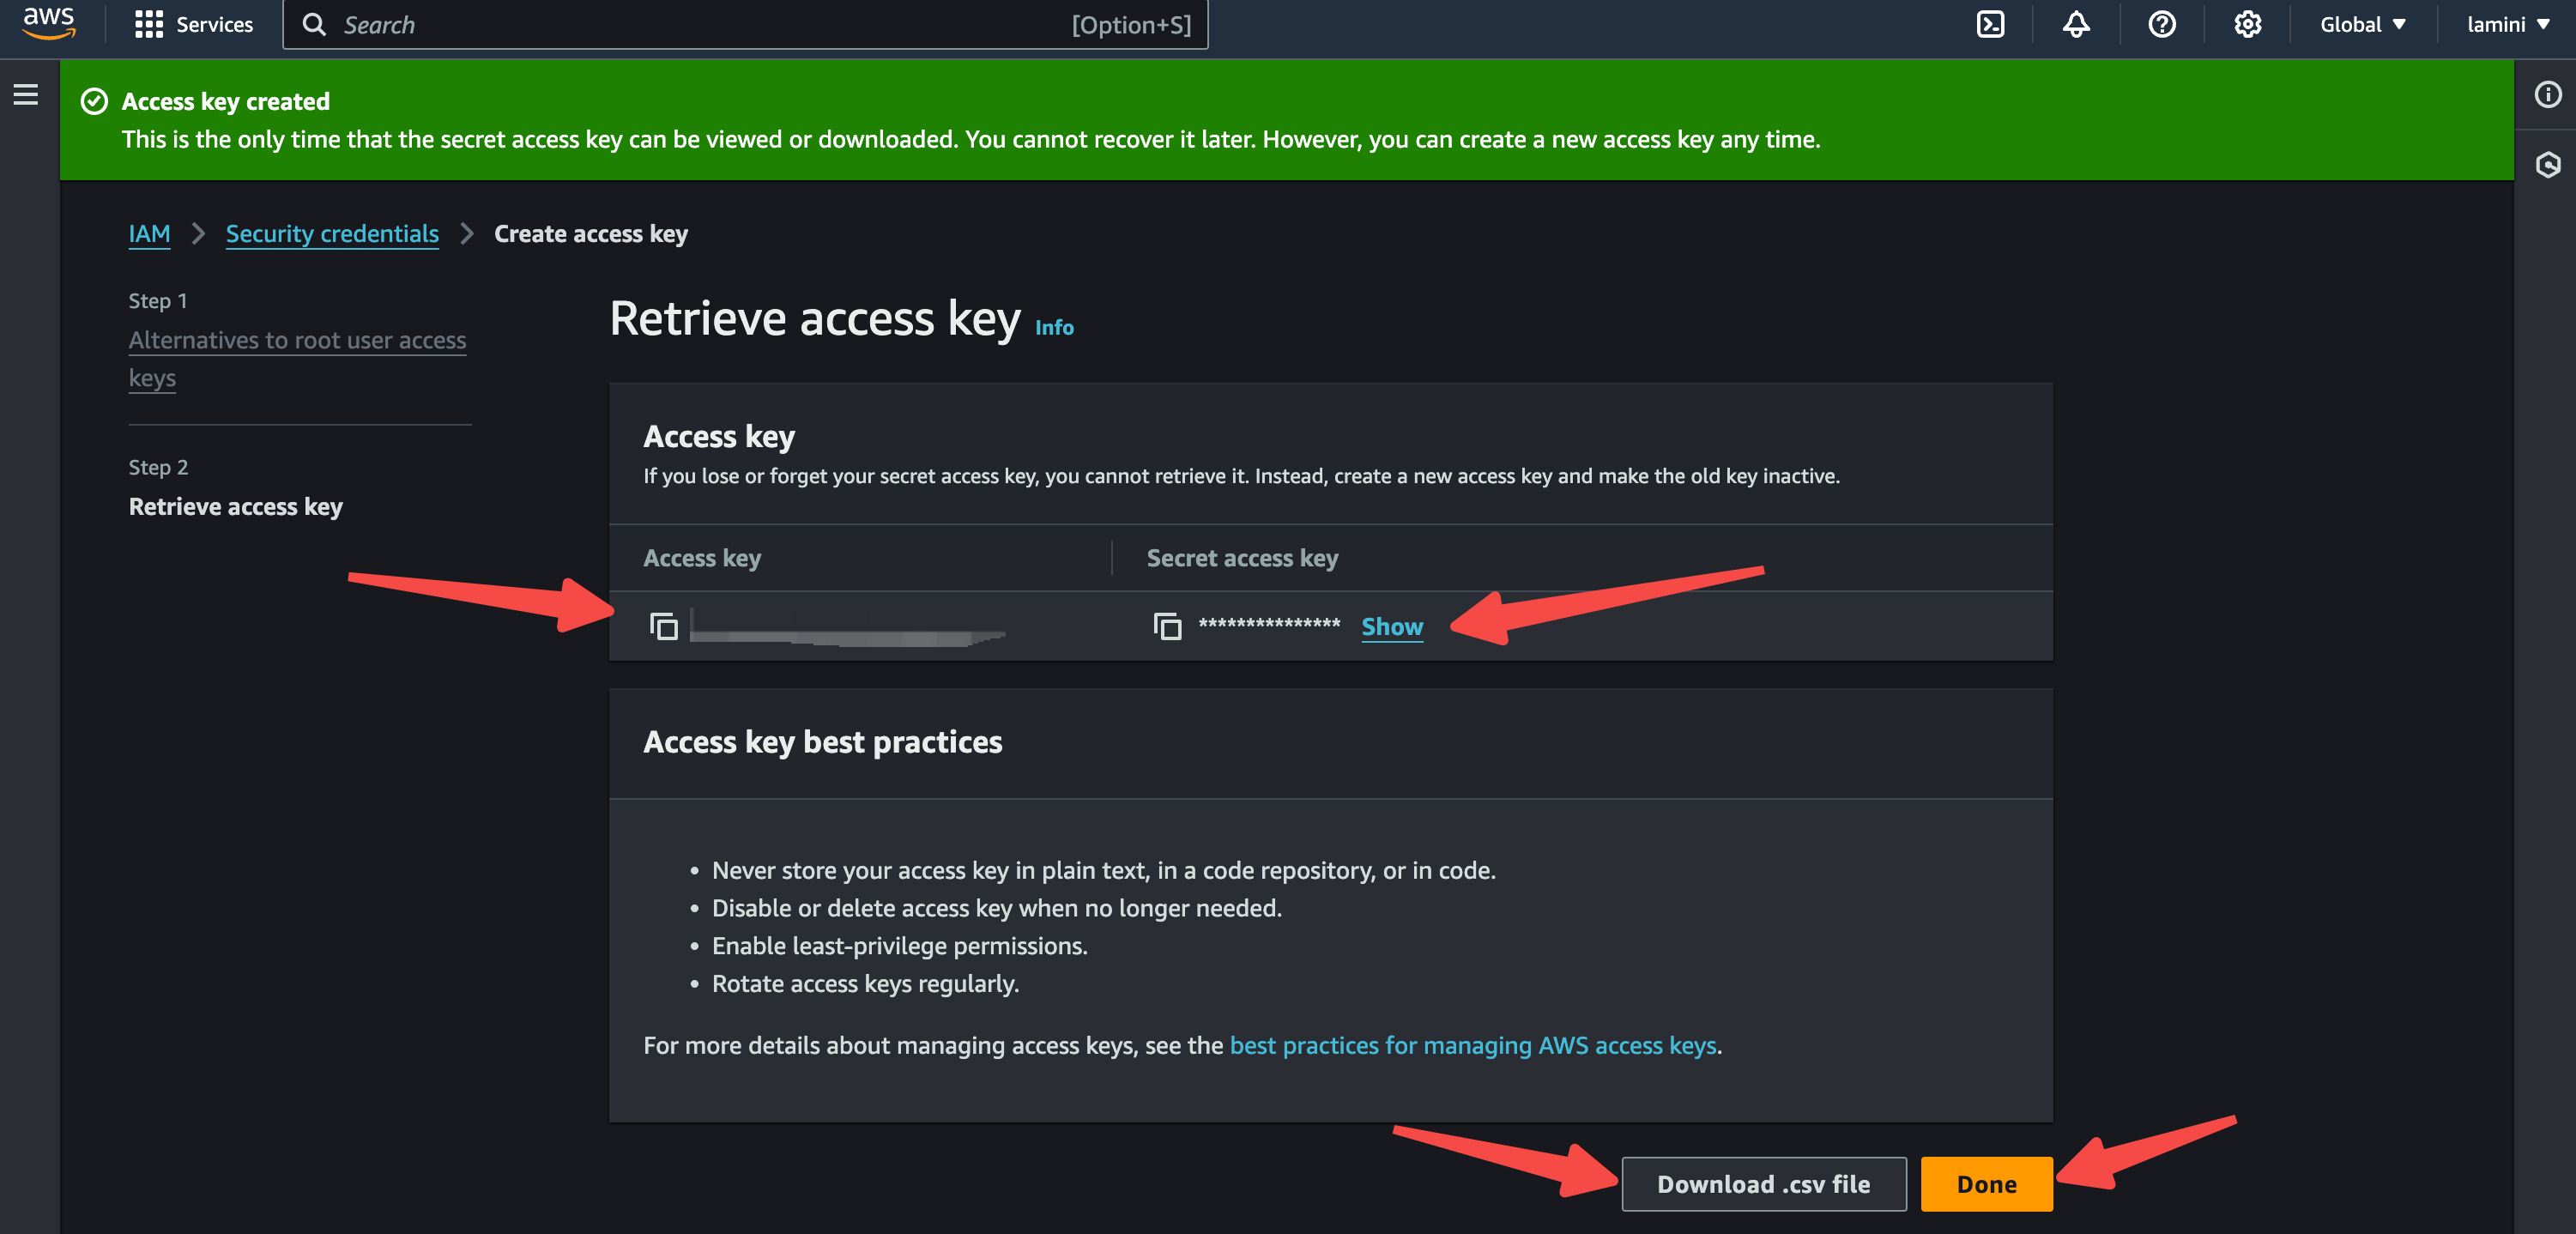 aws
Services
Search
[Option+S]
Global
lamini
Access key created
This is the only time that the secret access key can be viewed or downloaded. You cannot recover it later. However, you can create a new access key any time.
IAM
Security credentials
Create access key
Step 1
Alternatives to root user access
keys
Step 2
Retrieve access key
Retrieve access key Info
Access key
If you lose or forget your secret access key, you cannot retrieve it. Instead, create a new access key and make the old key inactive.
Access key
Secret access key
*************** Show
Access key best practices
• Never store your access key in plain text, in a code repository, or in code.
• Disable or delete access key when no longer needed.
• Enable least-privilege permissions.
• Rotate access keys regularly.
For more details about managing access keys, see the best practices for managing AWS access keys.
Download .csv file
Done